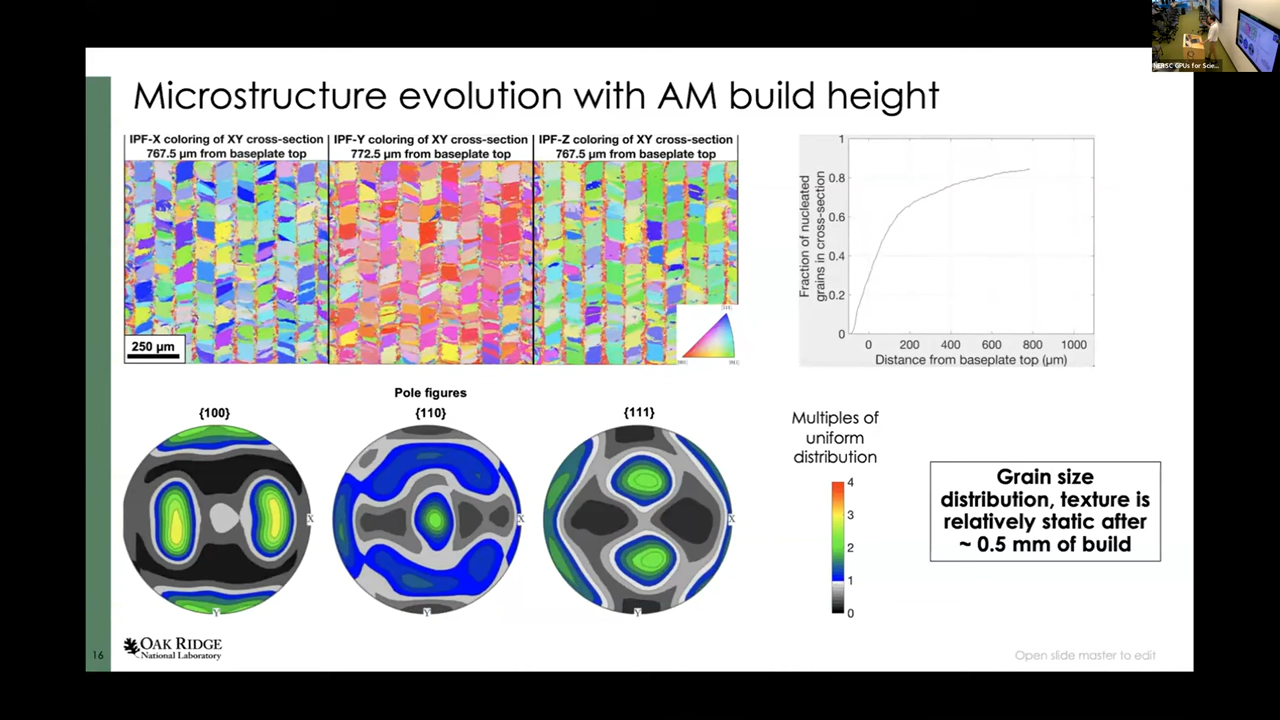 Microstructure evolution with AM build height
IPF-X coloring of XY cross-section
767.5 µm from baseplate top
IPF-Y coloring of XY cross-section
772.5 µm from baseplate top
IPF-Z coloring of XY cross-section
767.5 µm from baseplate top
250 µm
Fraction of nucleated
grains in cross-section
1
0.8
0.6
0.4
0.2
0
0 200 400 600 800 1000
Distance from baseplate top (µm)
Pole figures
{100} {110} {111}
X
Y
X
Y
X
Y
Multiples of
uniform
distribution
4
3
2
1
0
Grain size
distribution, texture is
relatively static after
~ 0.5 mm of build
16
OAK RIDGE
National Laboratory
Open slide master to edit
NERSC GPUs for Scie...